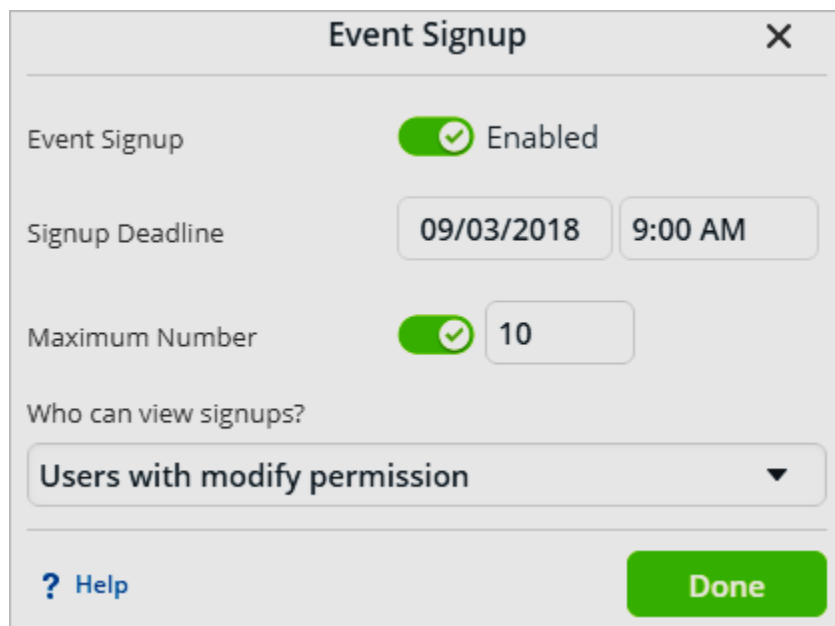 Event Signup
Event Signup Enabled
Signup Deadline 09/03/2018 9:00 AM
Maximum Number 10
Who can view signups?
Users with modify permission
? Help Done